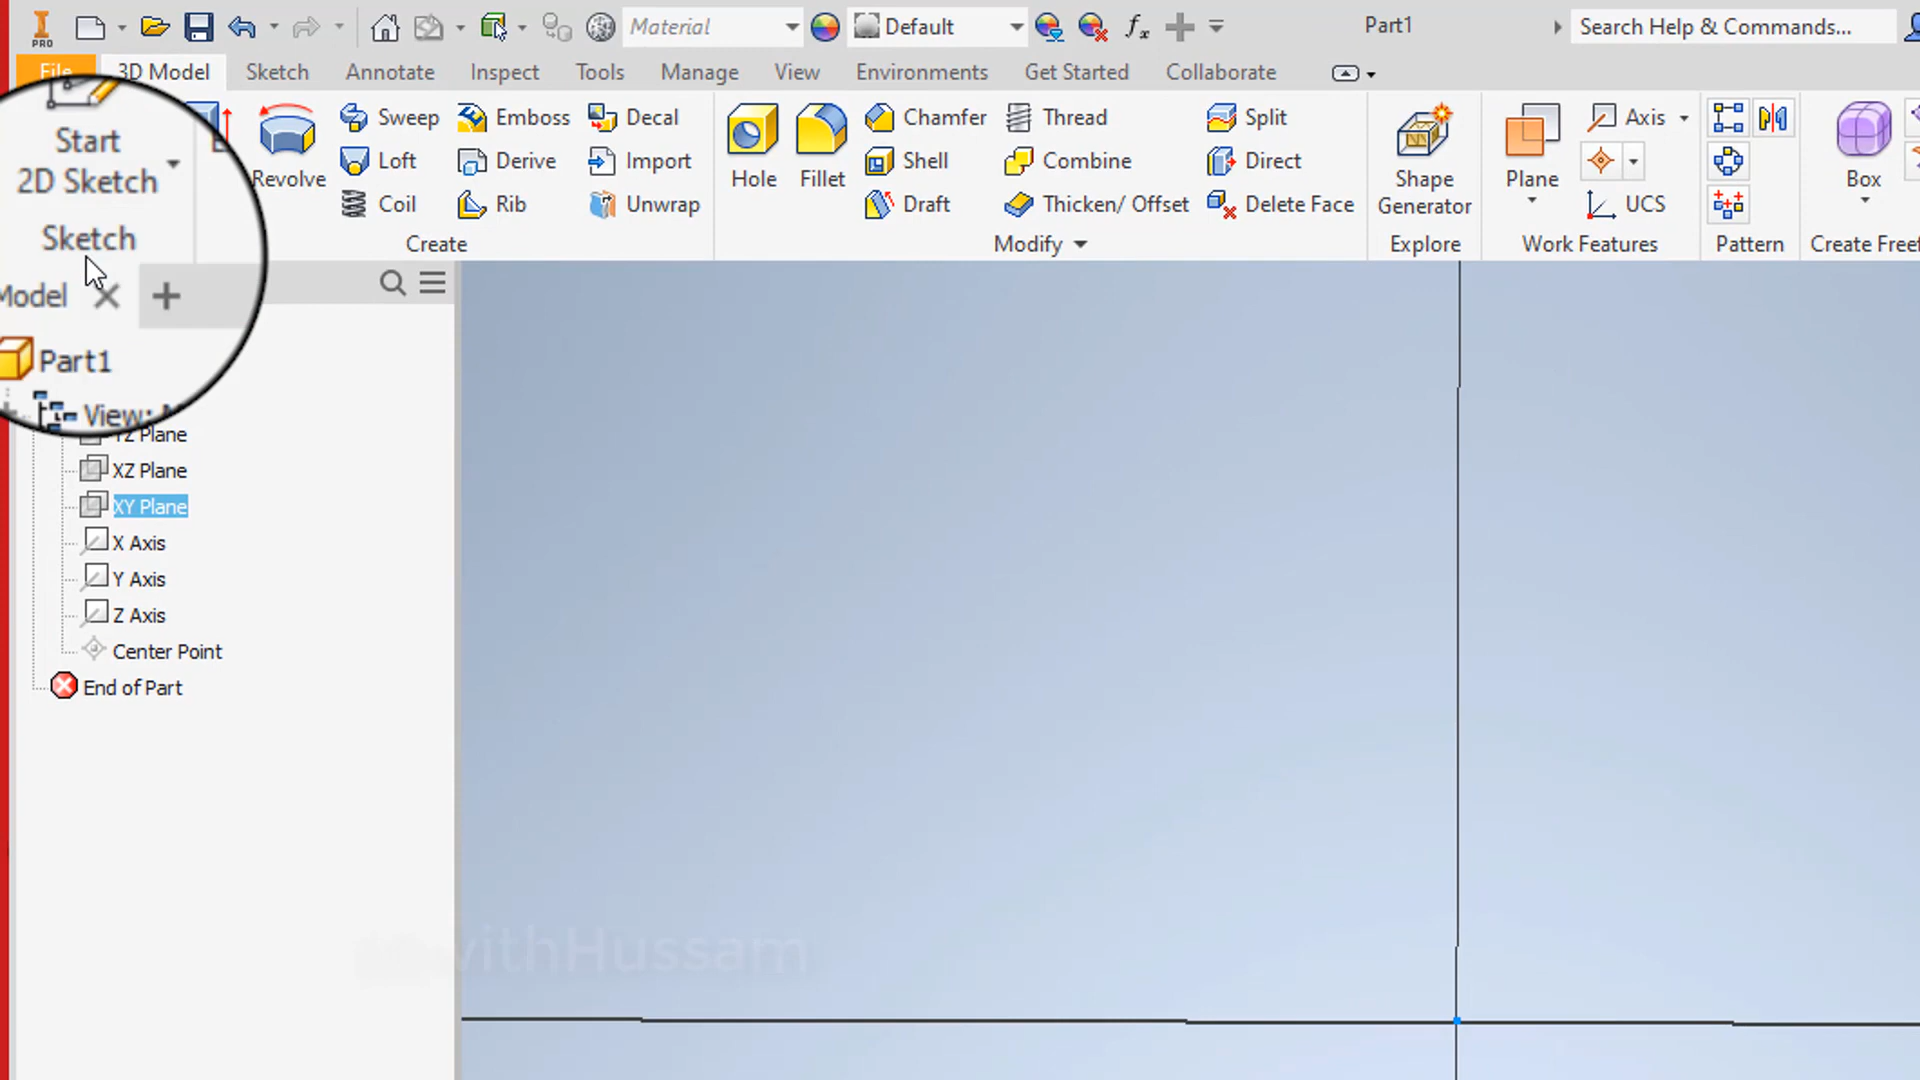 PRO
Material
Default
fx
Part1
Search Help & Commands...
File
3D Model
Sketch
Annotate
Inspect
Tools
Manage
View
Environments
Get Started
Collaborate
Start
2D Sketch
Sketch
Revolve
Sweep
Loft
Coil
Emboss
Derive
Rib
Decal
Import
Unwrap
Create
Hole
Fillet
Chamfer
Shell
Draft
Thread
Combine
Thicken/ Offset
Split
Direct
Delete Face
Modify
Shape
Generator
Explore
Plane
Axis
UCS
Work Features
Pattern
Box
Model
Part1
View:
YZ Plane
XZ Plane
XY Plane
X Axis
Y Axis
Z Axis
Center Point
End of Part
withHussam